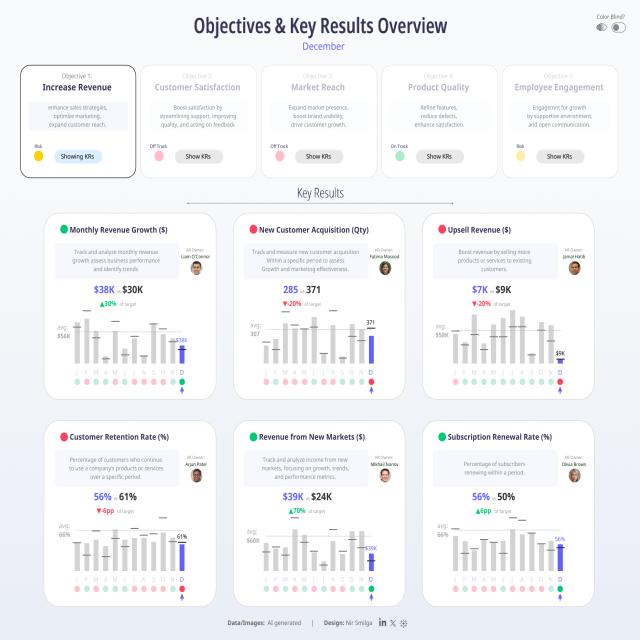 Objectives & Key Results Overview
December
Color Blind?
Objective 1:
Increase Revenue
enhance sales strategies,
optimize marketing,
expand customer reach.
Risk
Showing KRs
Objective 2:
Customer Satisfaction
Boost satisfaction by
streamlining support, improving
quality, and acting on feedback
Off Track
Show KRs
Objective 3:
Market Reach
Expand market presence,
boost brand visibility,
drive customer growth.
Off Track
Show KRs
Objective 4:
Product Quality
Refine features,
reduce defects,
enhance satisfaction.
On Track
Show KRs
Objective 5:
Employee Engagement
Engagemnt for growth
by supportive environment,
and open communication.
Risk
Show KRs
Key Results
Monthly Revenue Growth ($)
Track and analyze monthly revenue
growth assess business performance
and identify trends
KR Owner:
Liam O'Connor
$38K vs $30K
▲30% of target
avg:
$56K
$38K
J F M A M J J A S O N D
New Customer Acquisition (Qty)
Track and measure new customer acquisition
Within a specific period to assess
Growth and marketing effectiveness.
KR Owner:
Fatima Masood
285 vs 371
▼-20% of target
avg:
307
371
J F M A M J J A S O N D
Upsell Revenue ($)
Boost revenue by selling more
products or services to existing
customers.
KR Owner:
Jamal Habib
$7K vs $9K
▼-20% of target
avg:
$58K
$9K
J F M A M J J A S O N D
Customer Retention Rate (%)
Percentage of customers who continue
to use a company's products or services
over a specific period.
KR Owner:
Arjun Patel
56% vs 61%
▼-6pp of target
avg:
66%
61%
J F M A M J J A S O N D
Revenue from New Markets ($)
Track and analyze income from new
markets, focusing on growth, trends,
and performance metrics.
KR Owner:
Mikhail Ivanov
$39K vs $24K
▲70% of target
avg:
$60K
$39K
J F M A M J J A S O N D
Subscription Renewal Rate (%)
Percentage of subscribers
renewing within a period.
KR Owner:
Olivia Brown
56% vs 50%
▲6pp of target
avg:
66%
56%
J F M A M J J A S O N D
Data/Images: AI generated | Design: Nir Smilga